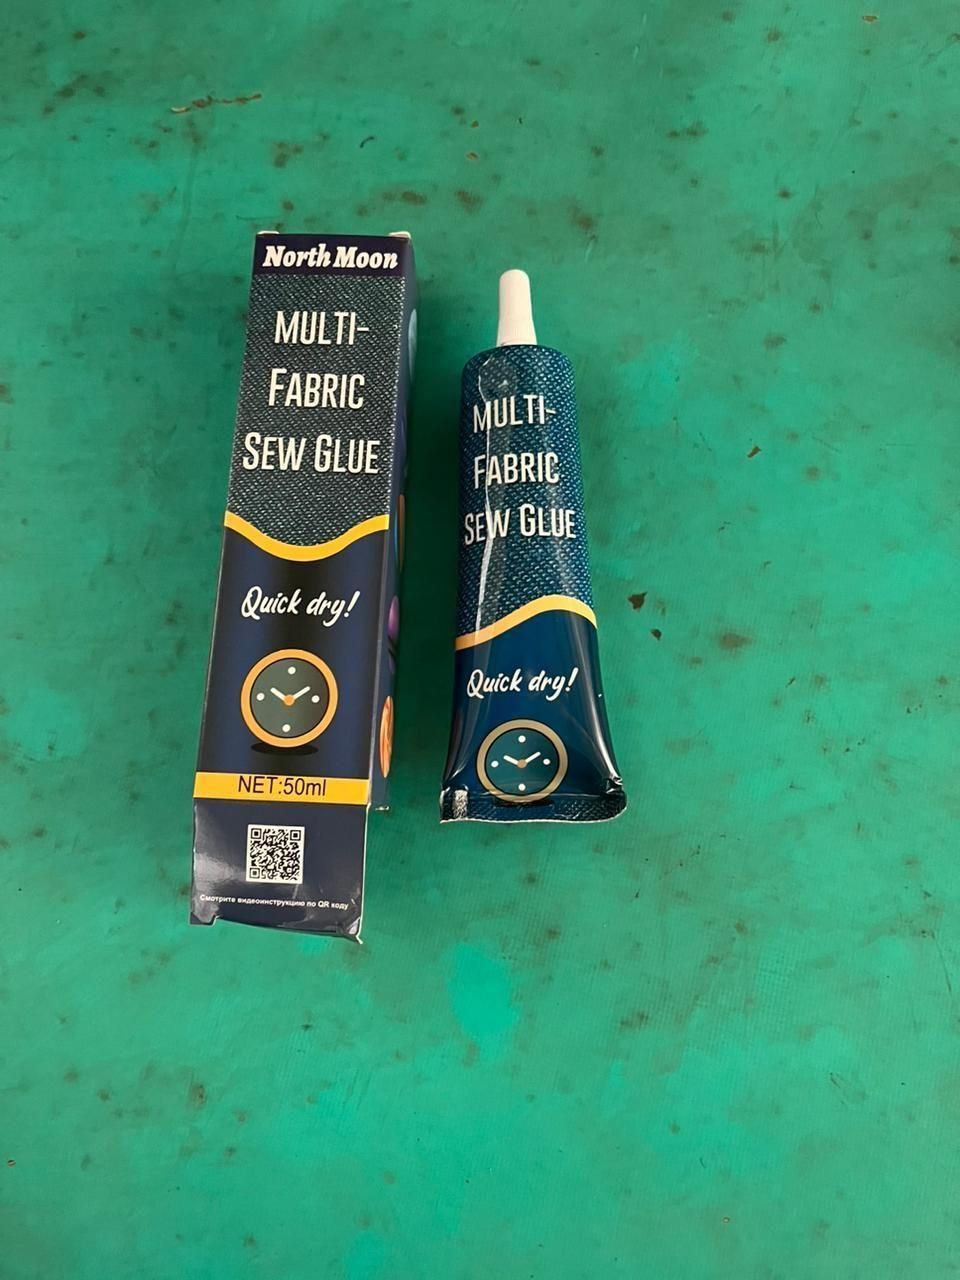 North Moon
MULTI-
FABRIC
SEW GLUE
Quick dry!
NET:50ml
Смотрите видеоинструкцию по QR коду
MULTI-
FABRIC
SEW GLUE
Quick dry!